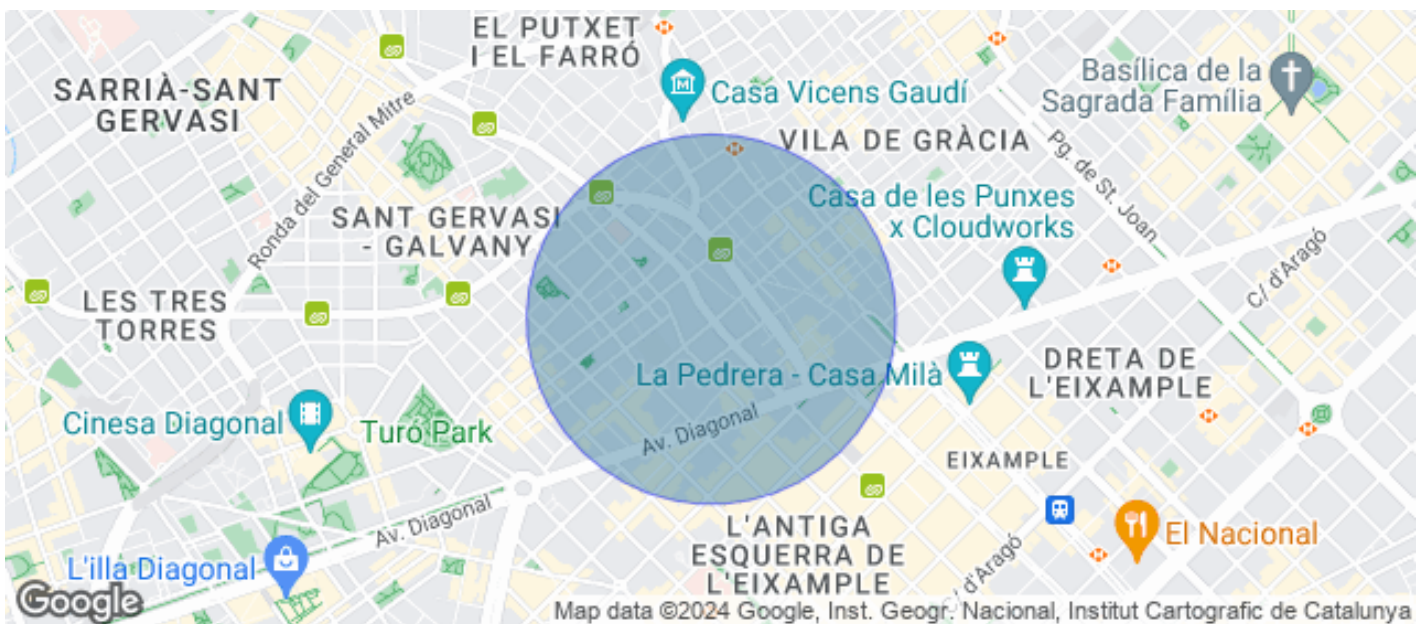 EL PUTXET
I EL FARRÓ
SARRIÀ-SANT
GERVASI
Casa Vicens Gaudí
Basílica de la
Sagrada Família
VILA DE GRÀCIA
Ronda del General Mitre
Pg. de St. Joan
Casa de les Punxes
x Cloudworks
SANT GERVASI
- GALVANY
C/ d'Aragó
LES TRES
TORRES
La Pedrera - Casa Milà
DRETA DE
L'EIXAMPLE
Cinesa Diagonal
Turó Park
Av. Diagonal
EIXAMPLE
Av. Diagonal
L'ANTIGA
ESQUERRA DE
L'EIXAMPLE
El Nacional
C/ d'Aragó
L'illa Diagonal
Google
Map data ©2024 Google, Inst. Geogr. Nacional, Institut Cartografic de Catalunya